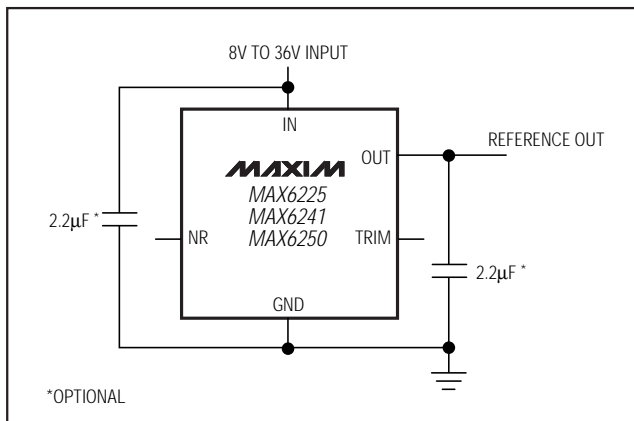 8V TO 36V INPUT
IN
OUT
REFERENCE OUT
MAXIM
MAX6225
MAX6241
MAX6250
2.2μF *
NR
TRIM
2.2μF *
GND
*OPTIONAL